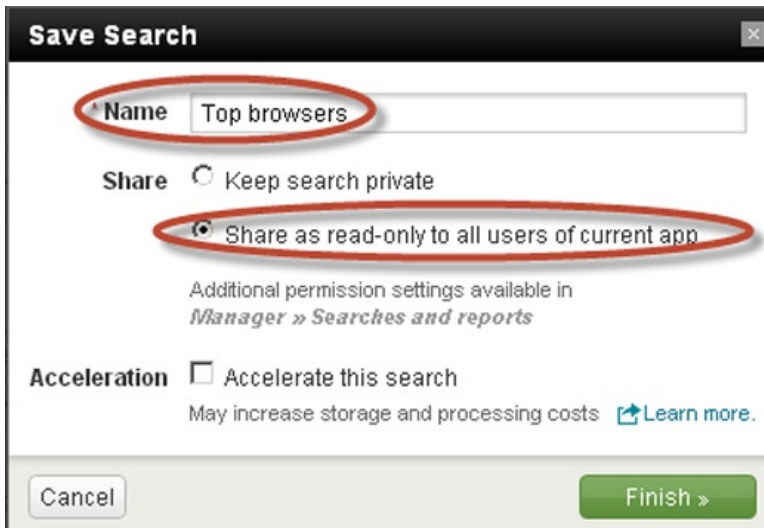 Save Search
* Name Top browsers
Share Keep search private
Share as read-only to all users of current app
Additional permission settings available in
Manager » Searches and reports
Acceleration Accelerate this search
May increase storage and processing costs Learn more.
Cancel Finish »